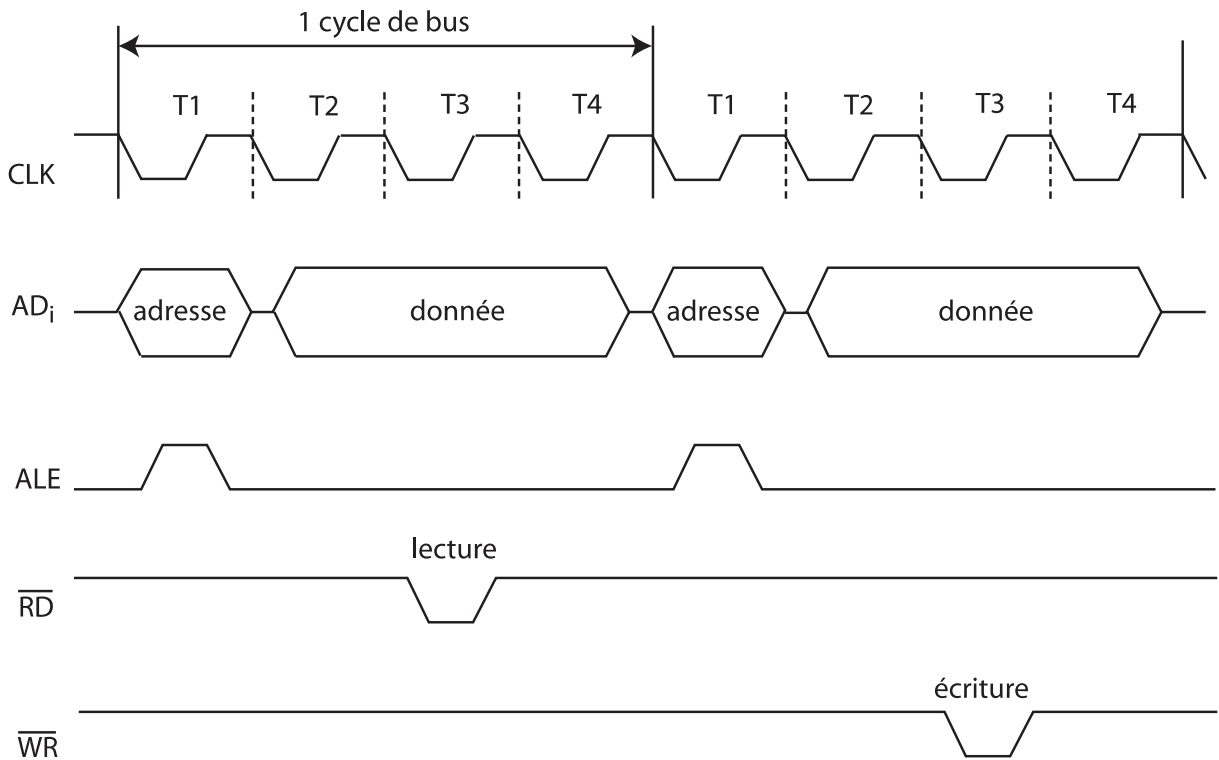 1 cycle de bus
T1 T2 T3 T4 T1 T2 T3 T4
CLK
ADi adresse donnée adresse donnée
ALE
lecture
RD
écriture
WR